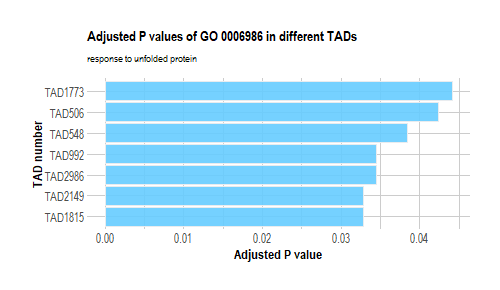 Adjusted P values of GO 0006986 in different TADs
response to unfolded protein
TAD number
TAD1773
TAD506
TAD548
TAD992
TAD2986
TAD2149
TAD1815
0.00 0.01 0.02 0.03 0.04
Adjusted P value